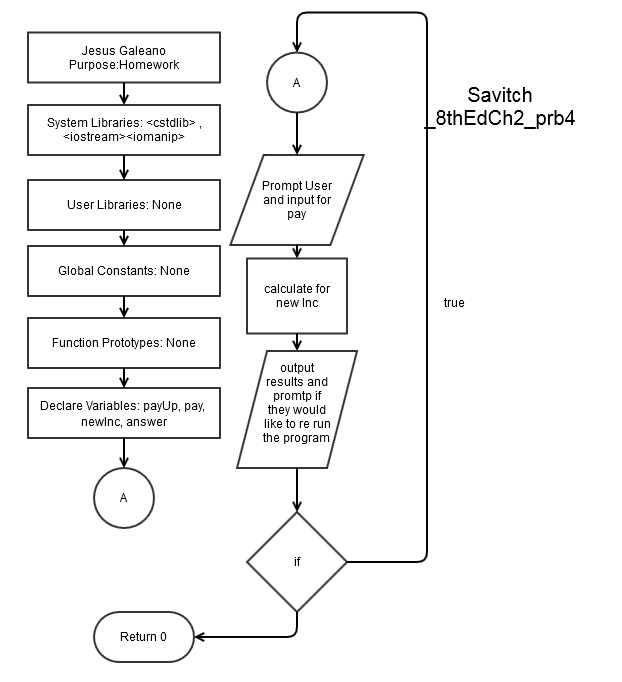 Jesus Galeano
Purpose:Homework
System Libraries: <cstdlib> ,
<iostream><iomanip>
User Libraries: None
Global Constants: None
Function Prototypes: None
Declare Variables: payUp, pay,
newInc, answer
A
A
Prompt User
and input for
pay
calculate for
new Inc
output
results and
promtp if
they would
like to re run
the program
if
Return 0
true
Savitch
_8thEdCh2_prb4